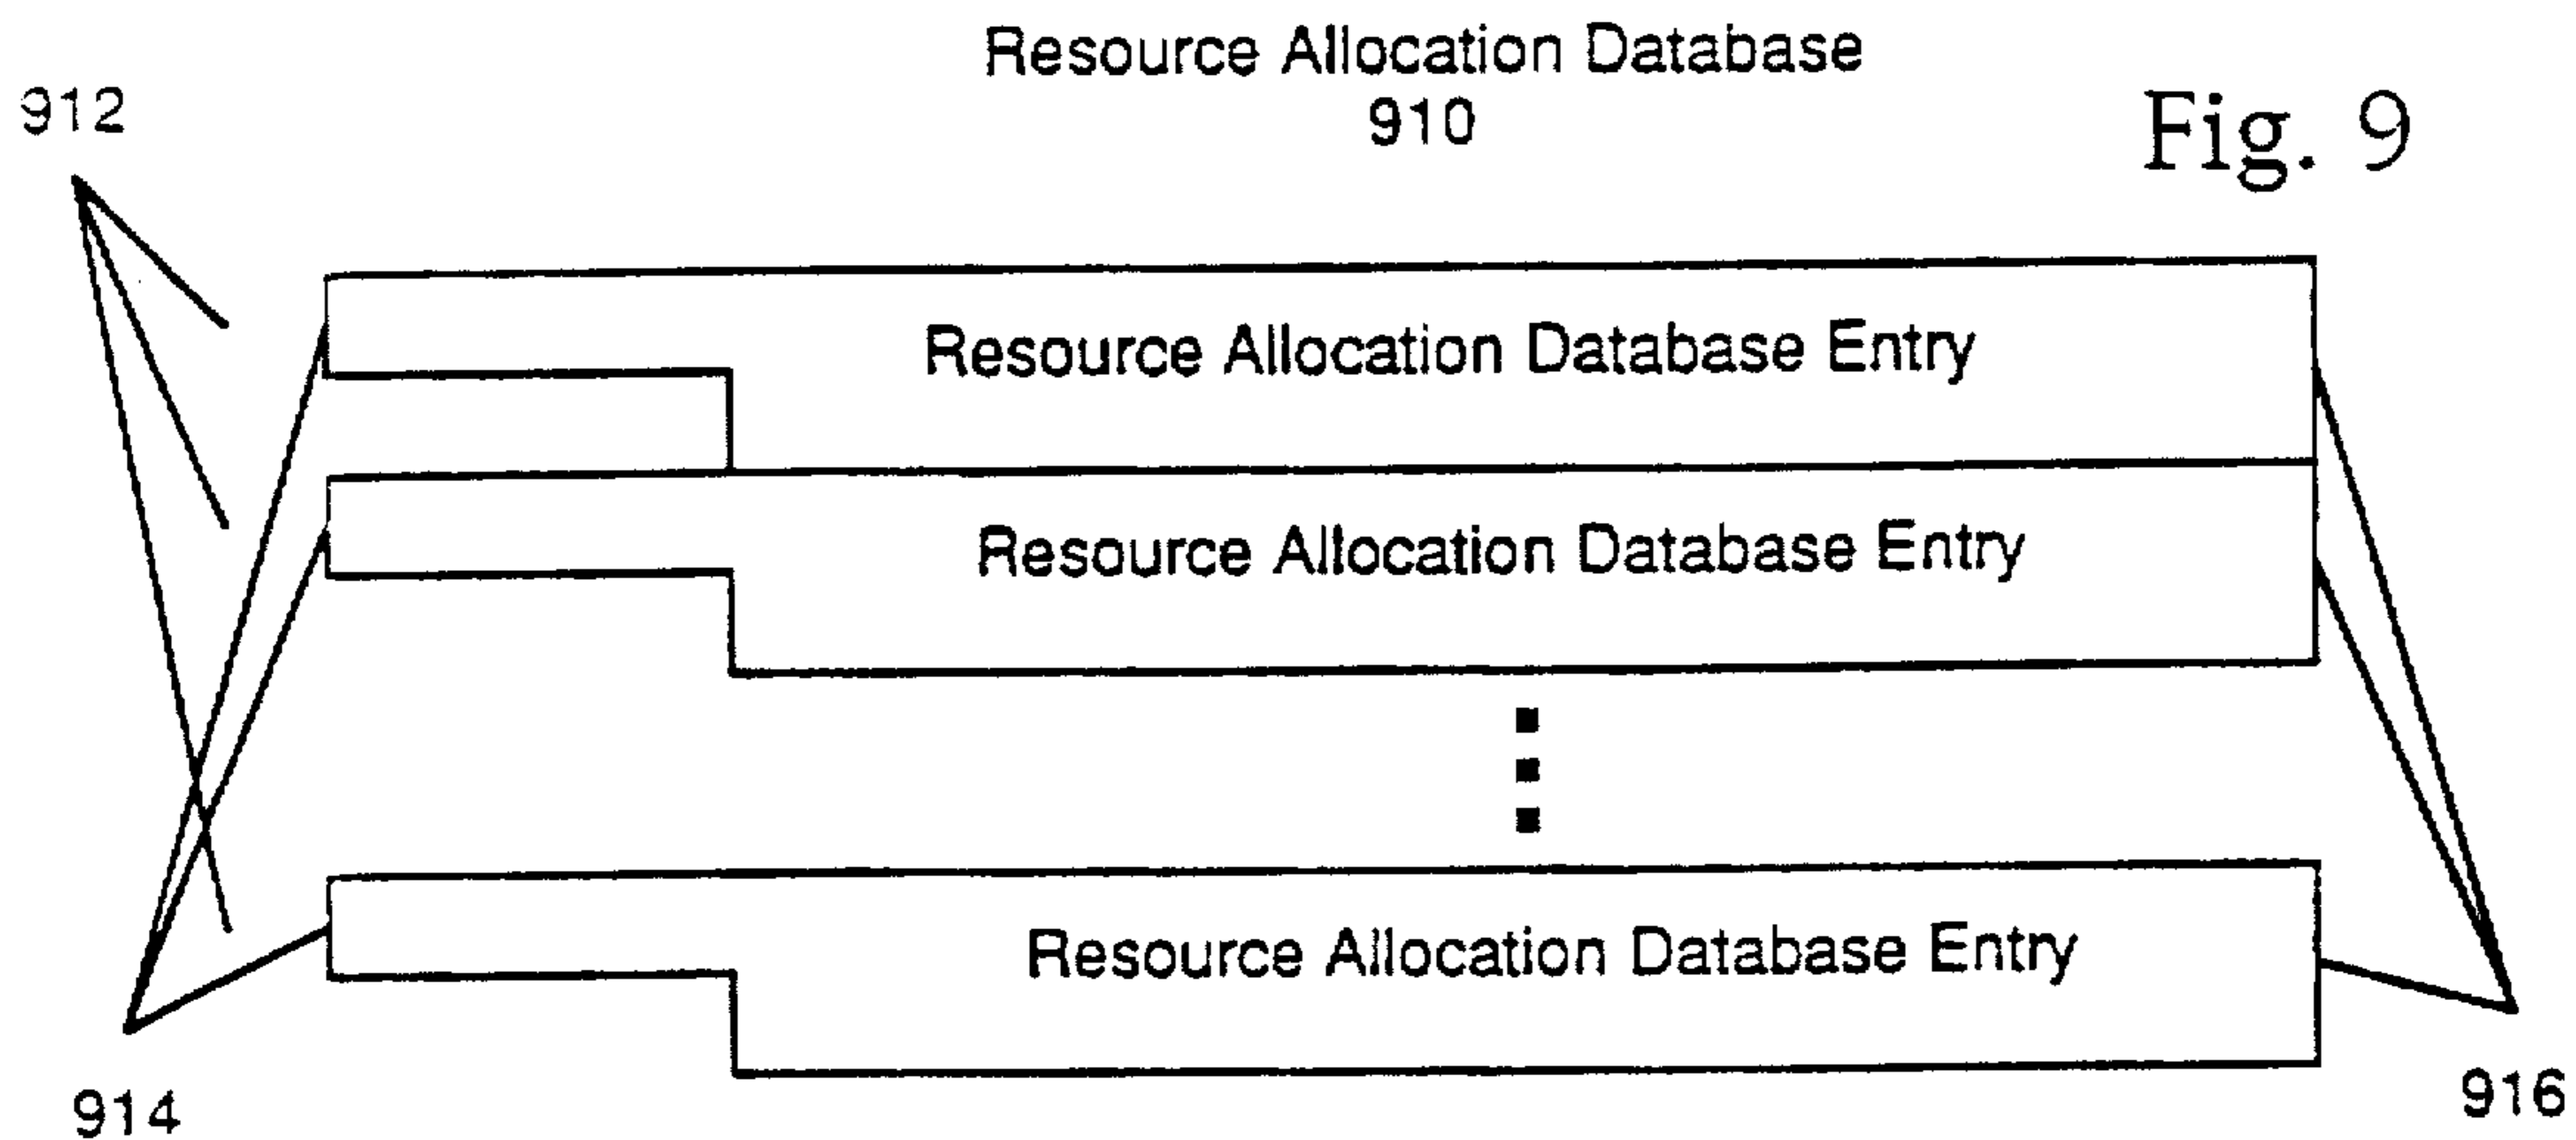 Resource Allocation Database
910
Fig. 9
912
Resource Allocation Database Entry
Resource Allocation Database Entry
Resource Allocation Database Entry
914
916